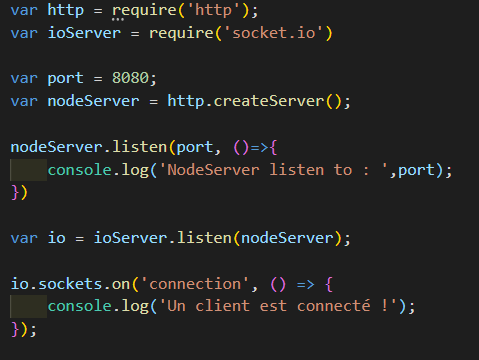 var http = require('http');
var ioServer = require('socket.io')
var port = 8080;
var nodeServer = http.createServer();
nodeServer.listen(port, ()=>{
    console.log('NodeServer listen to : ',port);
})
var io = ioServer.listen(nodeServer);
io.sockets.on('connection', () => {
    console.log('Un client est connecté !');
});